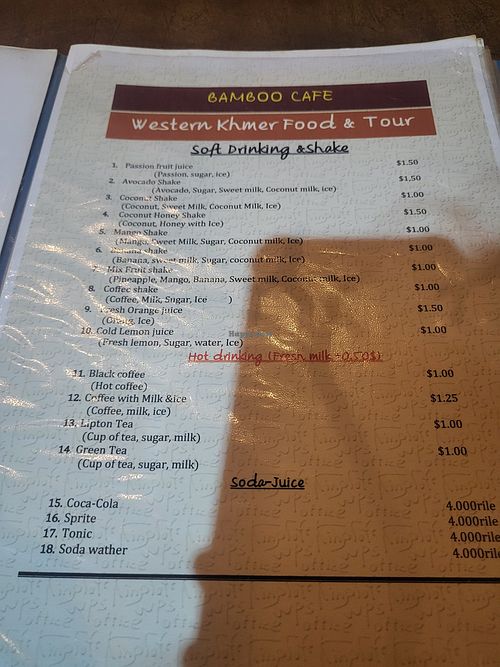 BAMBOO CAFE
Western Khmer Food & Tour
Soft Drinking &Shake
1. Passion fruit juice $1.50
(Passion, sugar, ice)
2. Avocado Shake $1.50
(Avocado, Sugar, Sweet milk, Coconut milk, ice)
3. Coconut Shake $1.00
(Coconut, Sweet Milk, Coconut Milk, Ice)
4. Coconut Honey Shake $1.50
(Coconut, Honey with Ice)
5. Mango Shake $1.00
(Mango, Sweet Milk, Sugar, Coconut milk, Ice)
6. Banana shake $1.00
(Banana, sweet milk, Sugar, coconut milk, Ice)
7. Mix Fruit shake $1.00
(Pineapple, Mango, Banana, Sweet milk, Coconut milk, Ice)
8. Coffee shake $1.00
(Coffee, Milk, Sugar, Ice )
9. Fresh Orange juice $1.50
(Orang, Ice)
10. Cold Lemon juice $1.00
(Fresh lemon, Sugar, water, Ice)
Hot drinking (Fresh milk +0,50$)
11. Black coffee $1.00
(Hot coffee)
12. Coffee with Milk &ice $1.25
(Coffee, milk, ice)
13. Lipton Tea $1.00
(Cup of tea, sugar, milk)
14. Green Tea $1.00
(Cup of tea, sugar, milk)
Soda-Juice
15. Coca-Cola 4.000rile
16. Sprite 4.000rile
17. Tonic 4.000rile
18. Soda wather 4.000rile